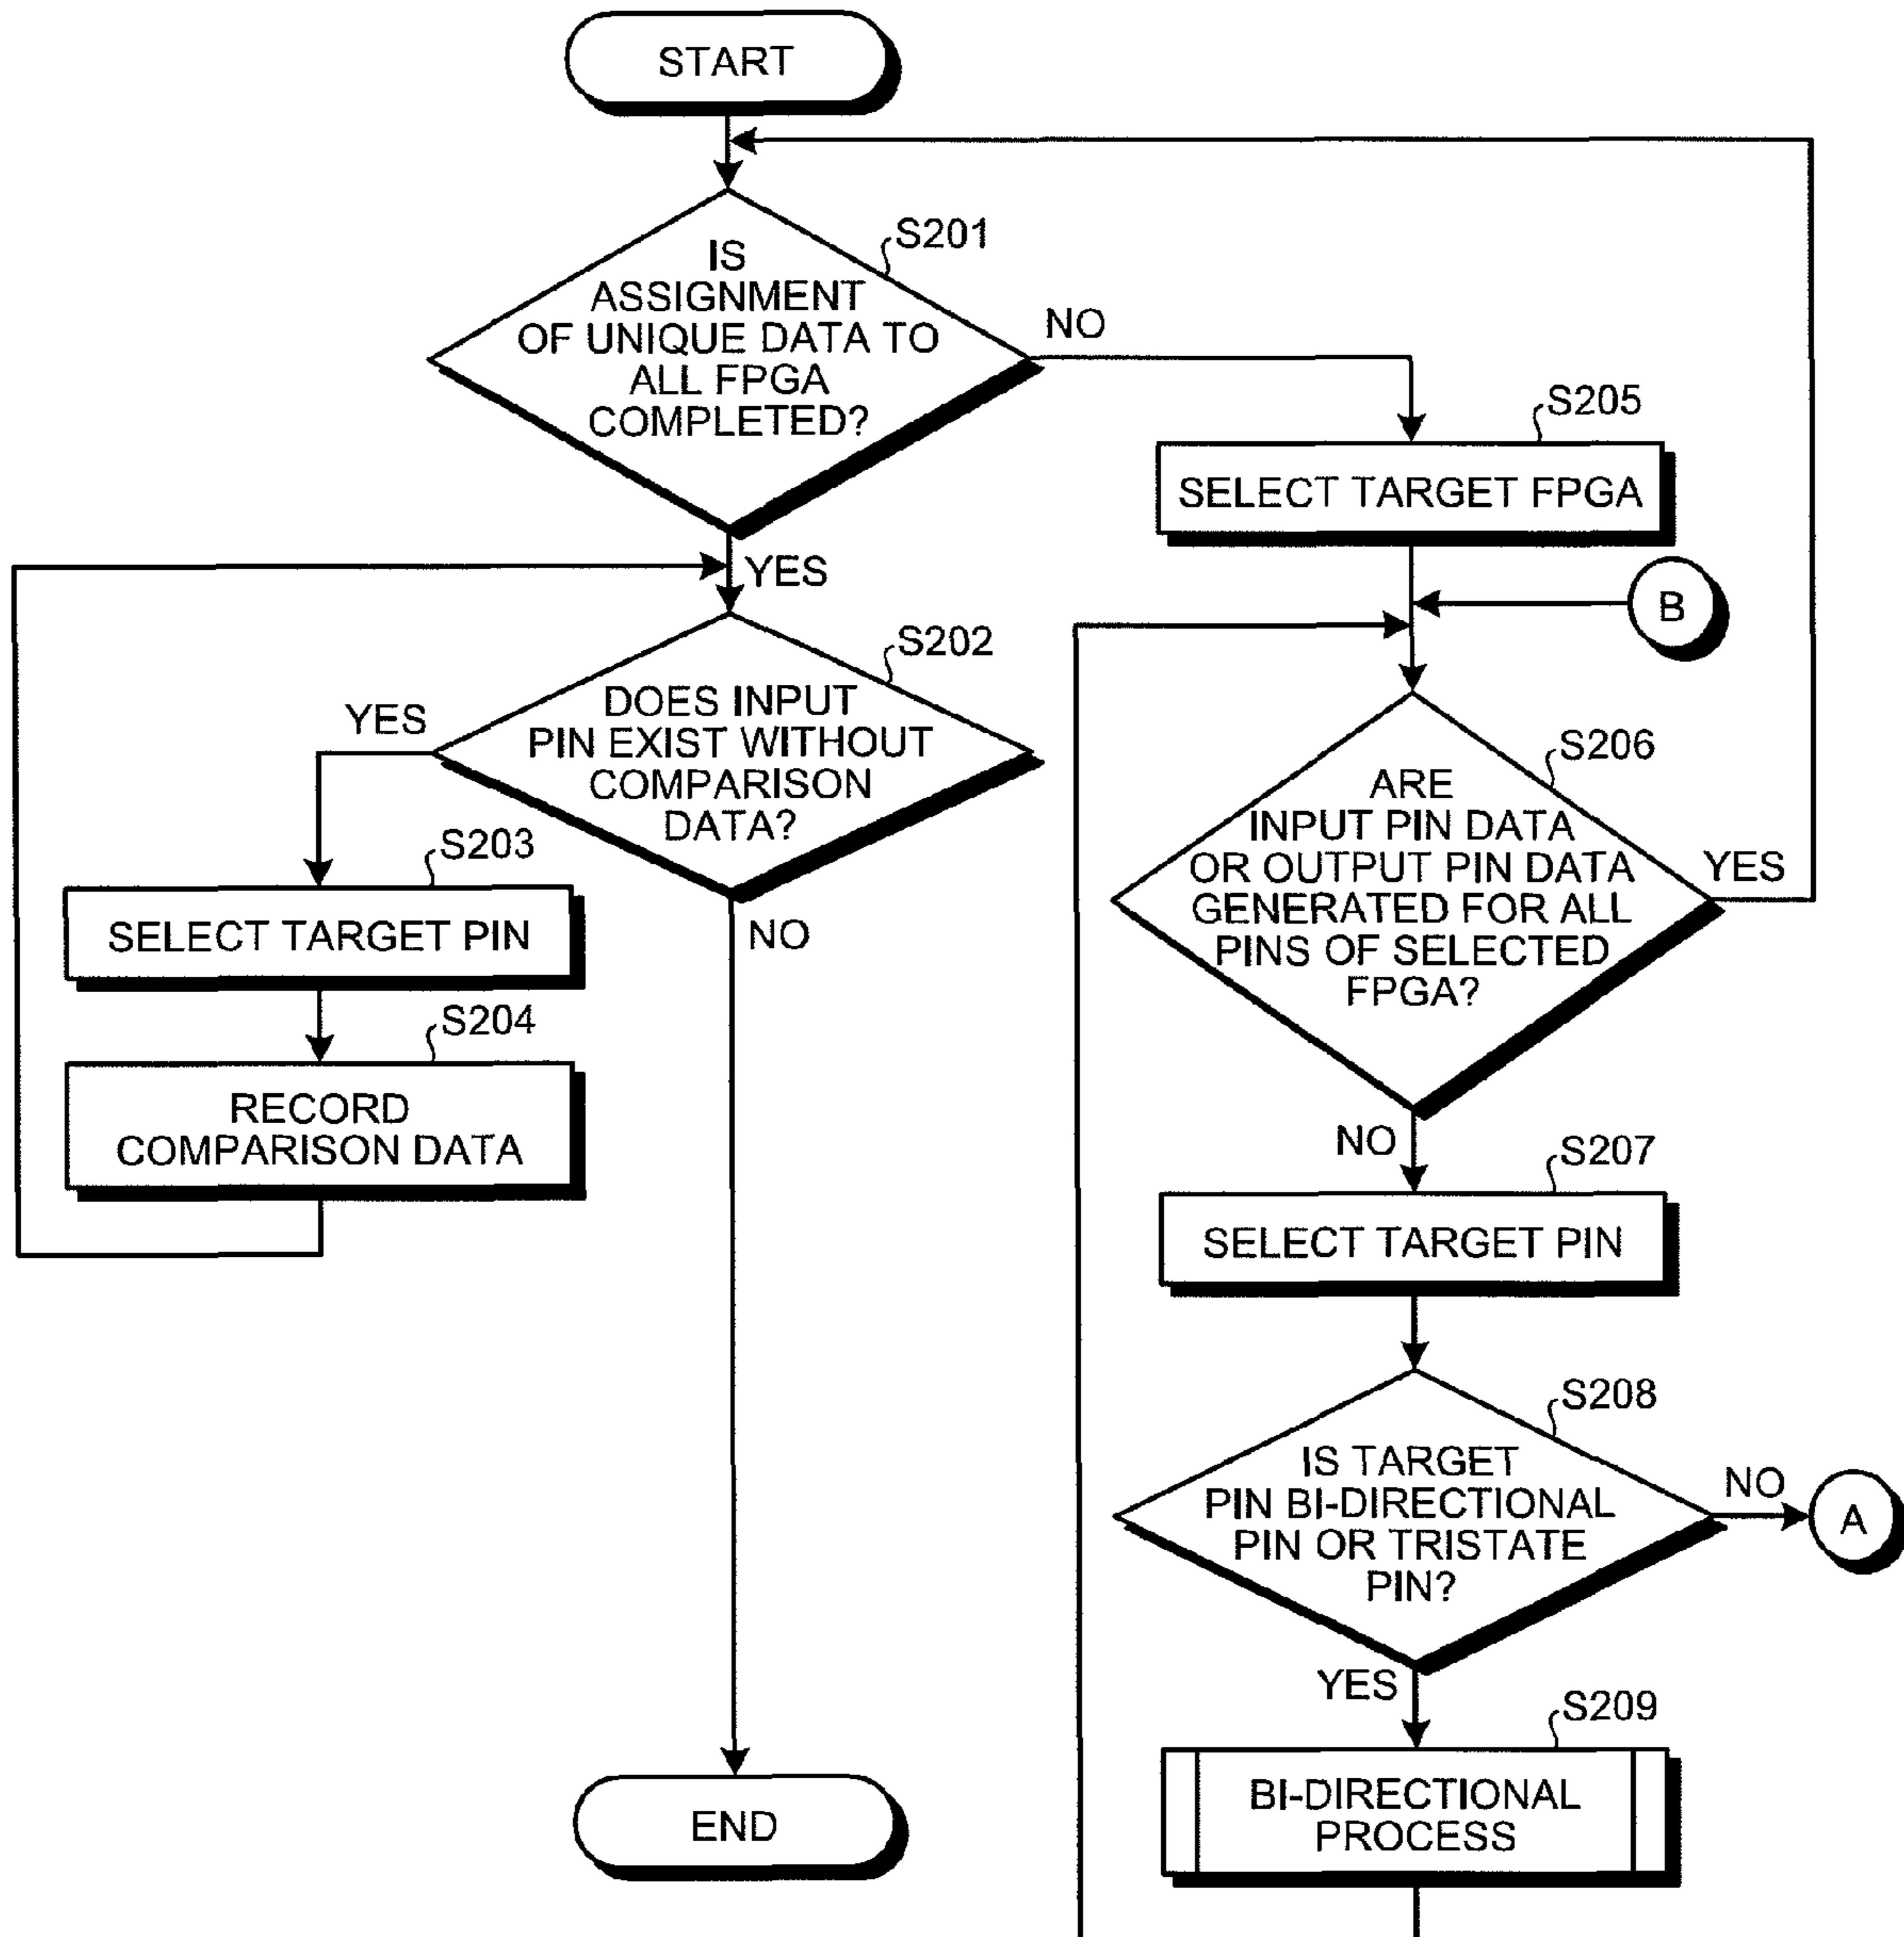 START
S201
IS
ASSIGNMENT
OF UNIQUE DATA TO
ALL FPGA
COMPLETED?
NO
YES
S202
DOES INPUT
PIN EXIST WITHOUT
COMPARISON
DATA?
YES
NO
S203
SELECT TARGET PIN
S204
RECORD
COMPARISON DATA
END
S205
SELECT TARGET FPGA
B
S206
ARE
INPUT PIN DATA
OR OUTPUT PIN DATA
GENERATED FOR ALL
PINS OF SELECTED
FPGA?
YES
NO
S207
SELECT TARGET PIN
S208
IS TARGET
PIN BI-DIRECTIONAL
PIN OR TRISTATE
PIN?
NO
A
YES
S209
BI-DIRECTIONAL
PROCESS